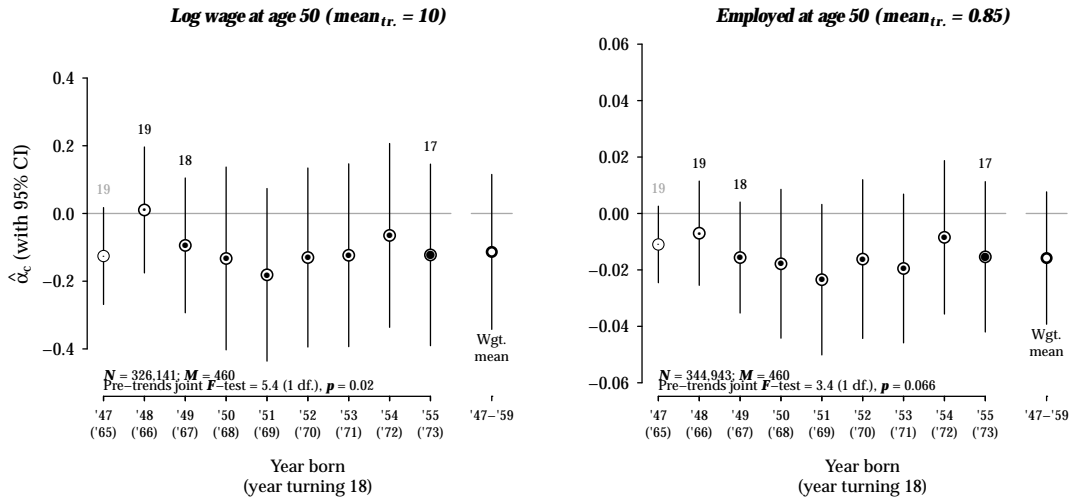 Log wage at age 50 (mean_tr. = 10)
α̂_c (with 95% CI)
0.4
0.2
0.0
−0.2
−0.4
19
19
18
17
Wgt.
mean
N = 326,141; M = 460
Pre−trends joint F−test = 5.4 (1 df.), p = 0.02
'47 '48 '49 '50 '51 '52 '53 '54 '55 '47−'59
('65) ('66) ('67) ('68) ('69) ('70) ('71) ('72) ('73)
Year born
(year turning 18)
Employed at age 50 (mean_tr. = 0.85)
0.06
0.04
0.02
0.00
−0.02
−0.04
−0.06
19
19
18
17
Wgt.
mean
N = 344,943; M = 460
Pre−trends joint F−test = 3.4 (1 df.), p = 0.066
'47 '48 '49 '50 '51 '52 '53 '54 '55 '47−'59
('65) ('66) ('67) ('68) ('69) ('70) ('71) ('72) ('73)
Year born
(year turning 18)